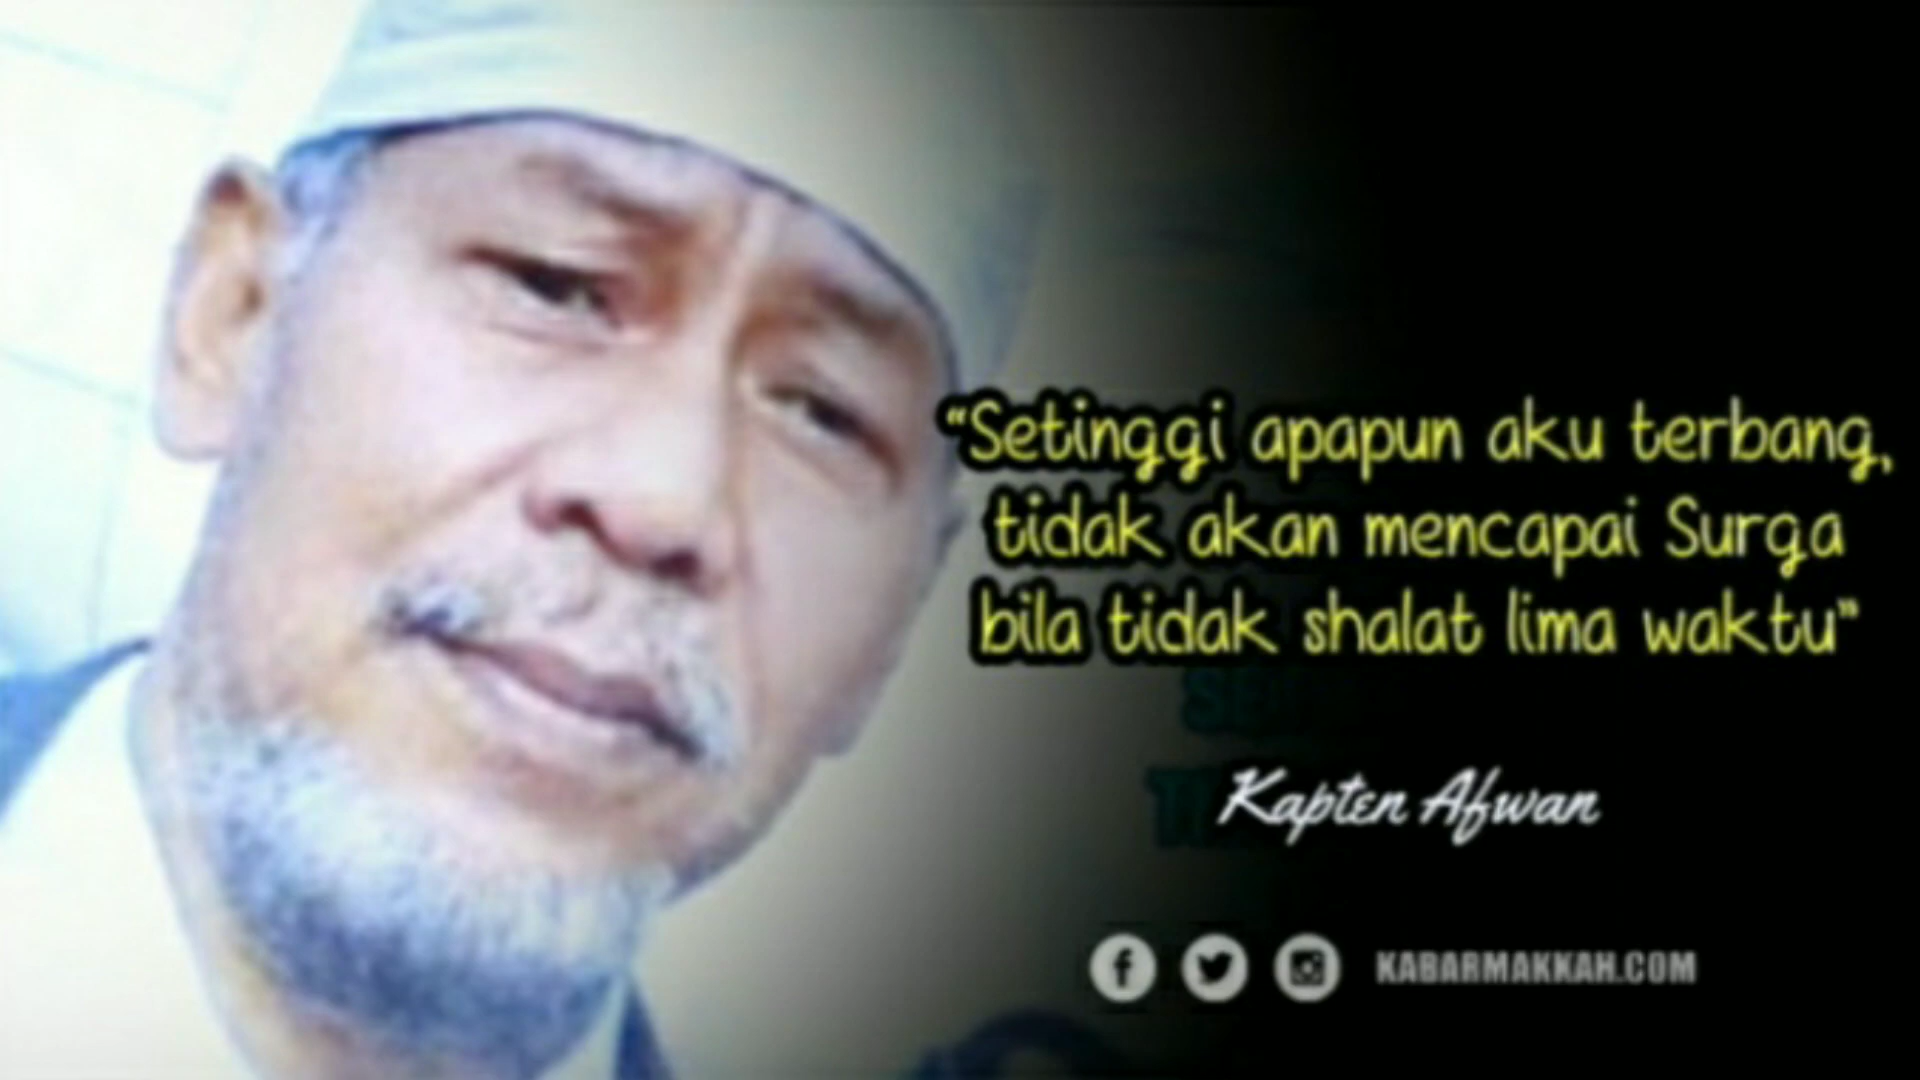 “Setinggi apapun aku terbang,
tidak akan mencapai Surga
bila tidak shalat lima waktu”
Kapten Afwan
KABARMAKKAH.COM